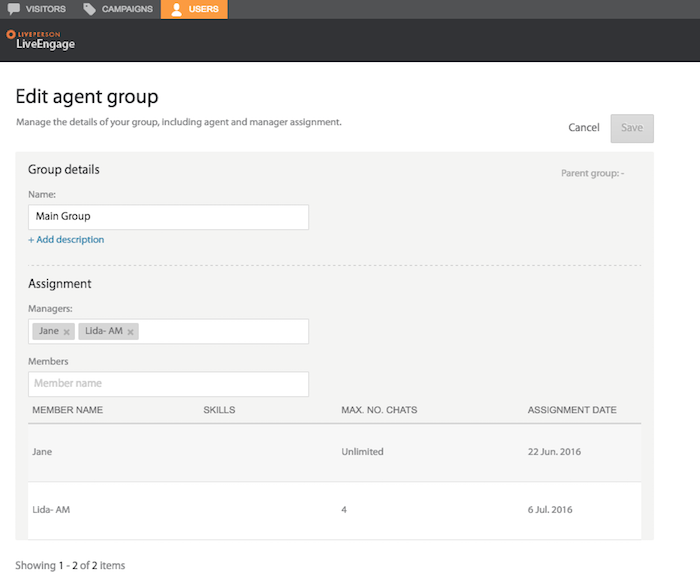 VISITORS CAMPAIGNS USERS
LIVEPERSON
LiveEngage
Edit agent group
Manage the details of your group, including agent and manager assignment.
Cancel Save
Group details
Parent group: -
Name:
Main Group
+ Add description
Assignment
Managers:
Jane x Lida- AM x
Members
Member name
MEMBER NAME SKILLS MAX. NO. CHATS ASSIGNMENT DATE
Jane Unlimited 22 Jun. 2016
Lida- AM 4 6 Jul. 2016
Showing 1 - 2 of 2 items